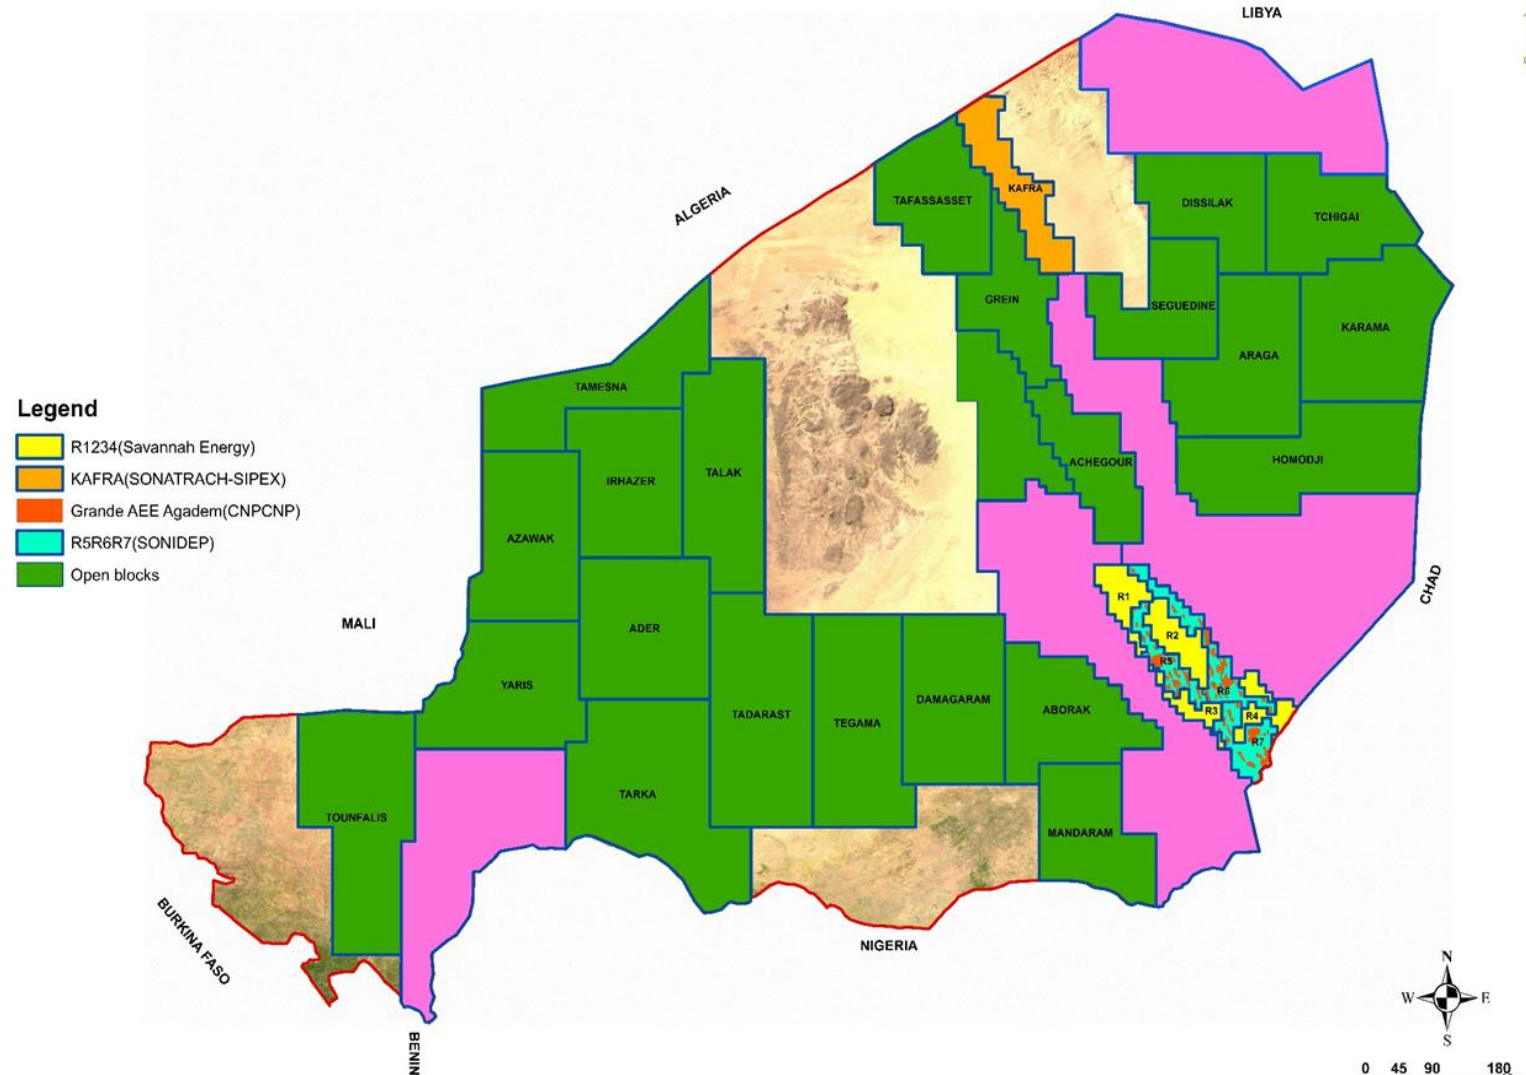 LIBYA
ALGERIA
KAFRA
TAFASSASSET
DISSILAK
TCHIGAI
GREIN
SEGUEDINE
KARAMA
ARAGA
TAMESNA
Legend
R1234(Savannah Energy)
KAFRA(SONATRACH-SIPEX)
Grande AEE Agadem(CNPCNP)
R5R6R7(SONIDEP)
Open blocks
TALAK
IRHAZER
ACHEGOUR
HOMODJI
AZAWAK
CHAD
R1
MALI
ADER
R2
R5
YARIS
R6
DAMAGARAM
ABORAK
R3
R4
TADARAST
TEGAMA
R7
TARKA
TOUNFALIS
MANDARAM
BURKINA FASO
NIGERIA
N
W
E
S
BENIN
0 45 90 180